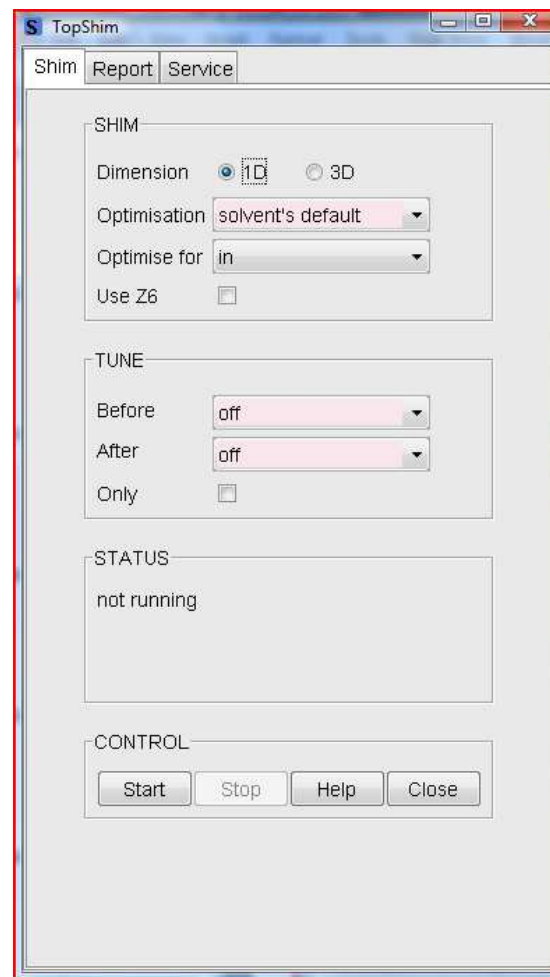 S TopShim
Shim Report Service
SHIM
Dimension 1D 3D
Optimisation solvent's default
Optimise for in
Use Z6
TUNE
Before off
After off
Only
STATUS
not running
CONTROL
Start Stop Help Close